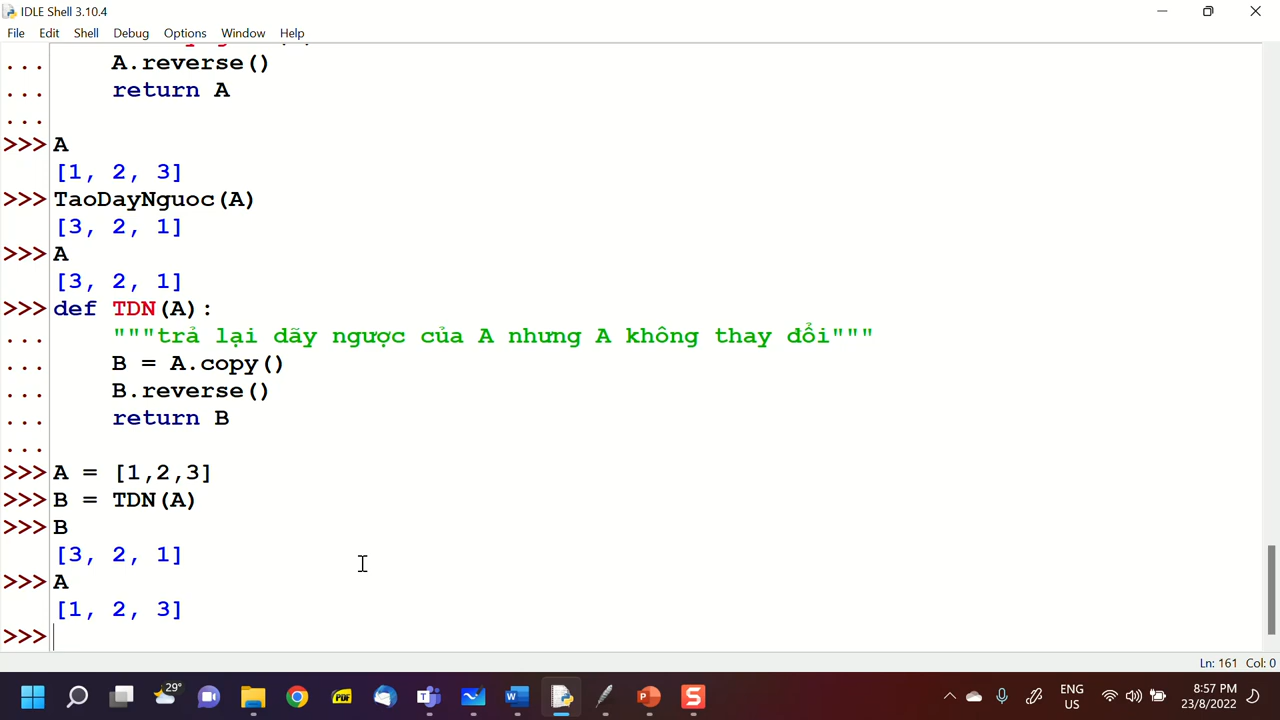 IDLE Shell 3.10.4
File Edit Shell Debug Options Window Help
... A.reverse()
... return A
...
>>> A
[1, 2, 3]
>>> TaoDayNguoc(A)
[3, 2, 1]
>>> A
[3, 2, 1]
>>> def TDN(A):
... """trả lại dãy ngược của A nhưng A không thay đổi"""
... B = A.copy()
... B.reverse()
... return B
...
>>> A = [1,2,3]
>>> B = TDN(A)
>>> B
[3, 2, 1]
>>> A
[1, 2, 3]
>>>
Ln: 161 Col: 0
29°
PDF
ENG
US
8:57 PM
23/8/2022